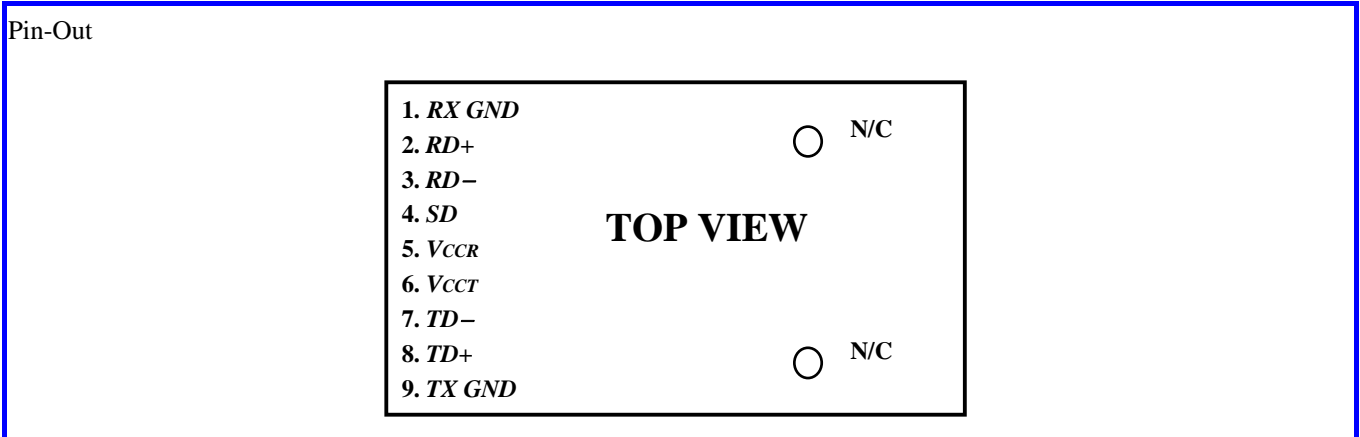 Pin-Out
1. RX GND
N/C
2. RD+
3. RD−
4. SD
TOP VIEW
5. VCCR
6. VCCT
7. TD−
8. TD+
N/C
9. TX GND